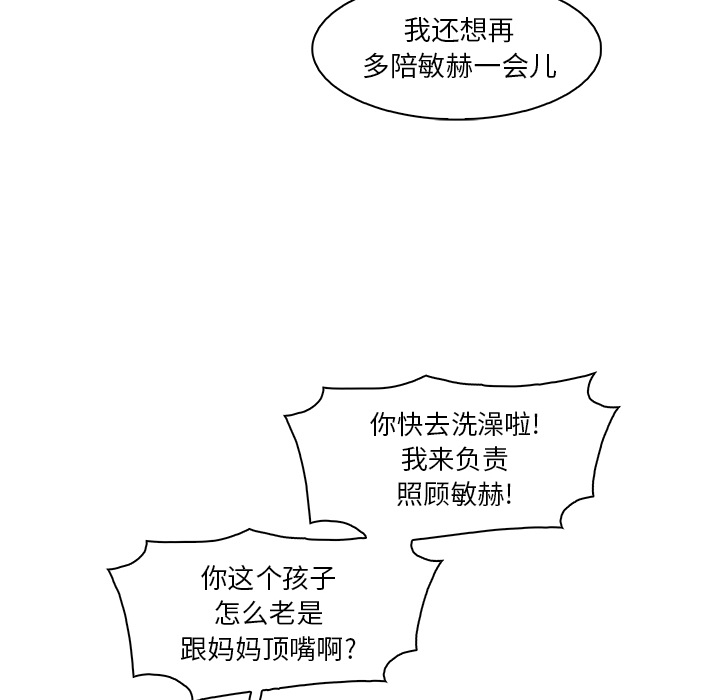 我还想再
多陪敏赫一会儿
你快去洗澡啦!
我来负责
照顾敏赫!
你这个孩子
怎么老是
跟妈妈顶嘴啊?